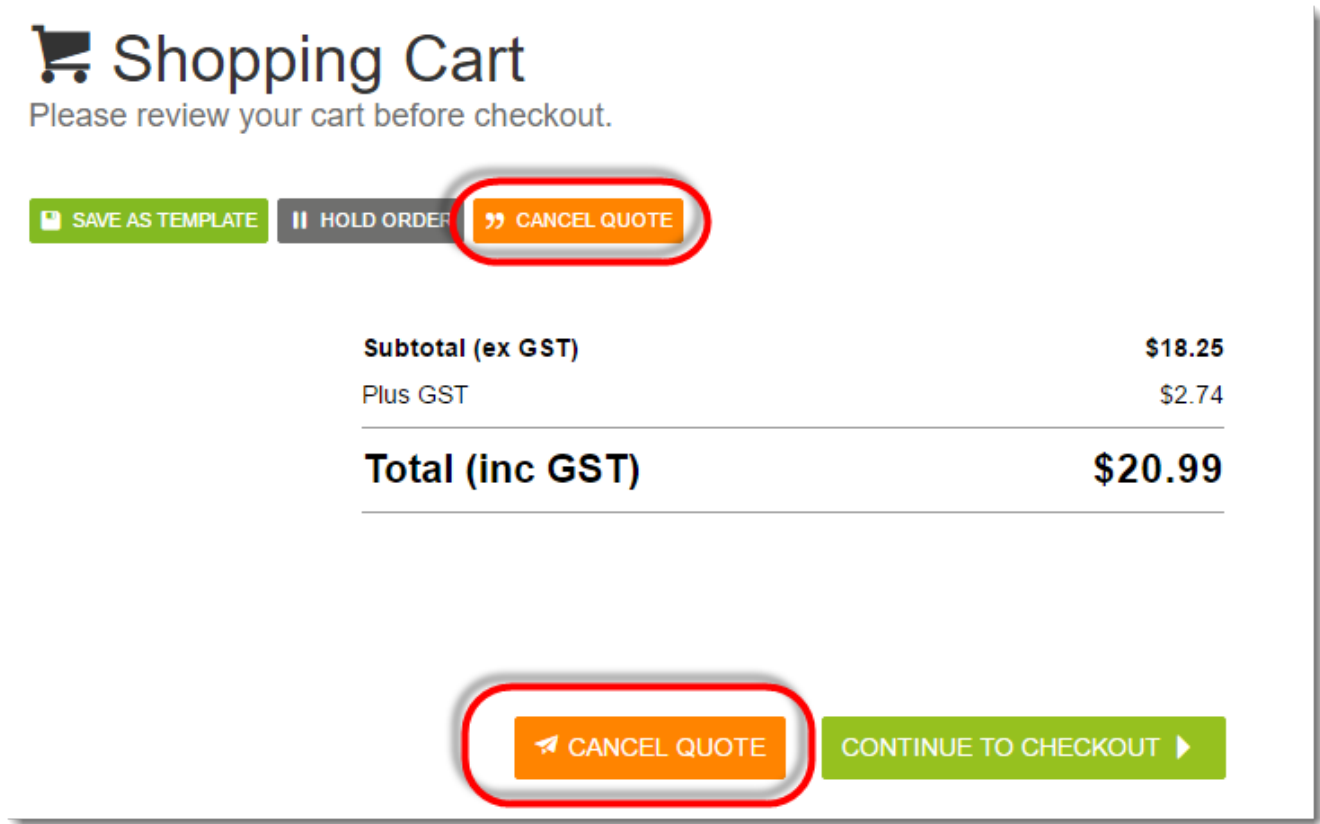 Shopping Cart
Please review your cart before checkout.
SAVE AS TEMPLATE HOLD ORDER CANCEL QUOTE
Subtotal (ex GST) $18.25
Plus GST $2.74
Total (inc GST) $20.99
CANCEL QUOTE CONTINUE TO CHECKOUT